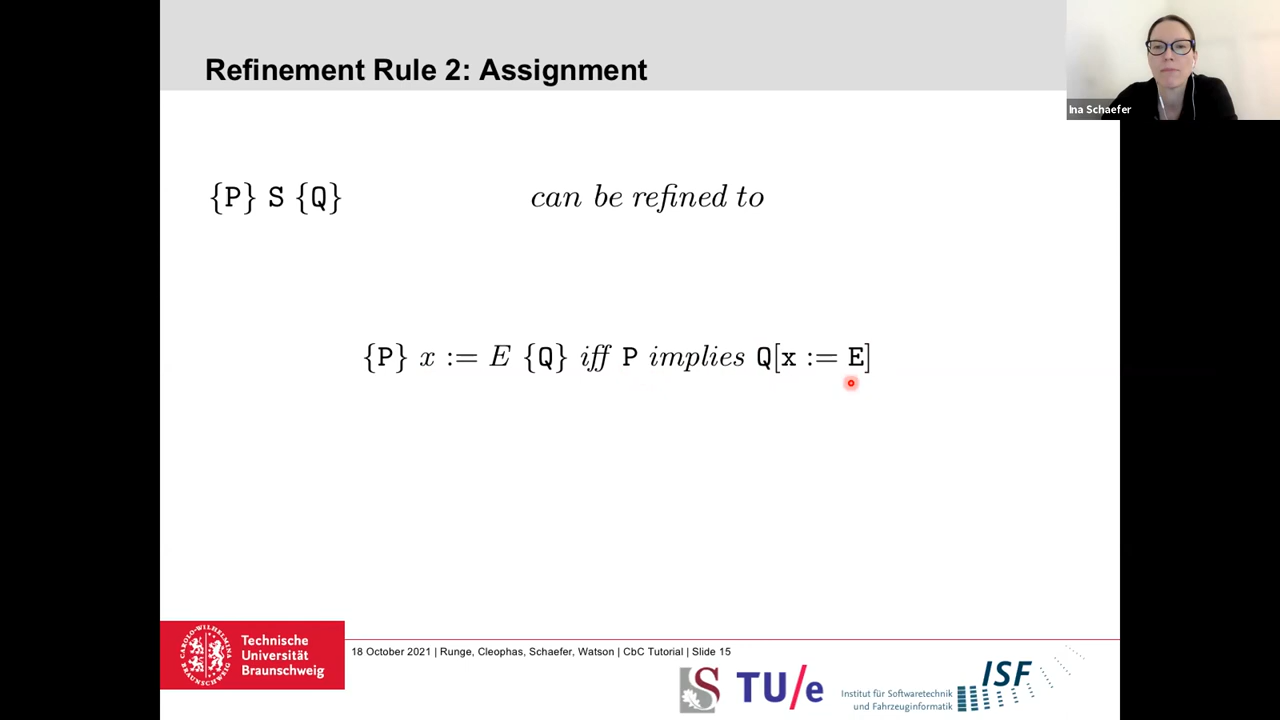 Refinement Rule 2: Assignment
Ina Schaefer
{P} S {Q} can be refined to
{P} x := E {Q} iff P implies Q[x := E]
Technische
Universität
Braunschweig
18 October 2021 | Runge, Cleophas, Schaefer, Watson | CbC Tutorial | Slide 15
S TU/e
Institut für Softwaretechnik
und Fahrzeuginformatik
ISF